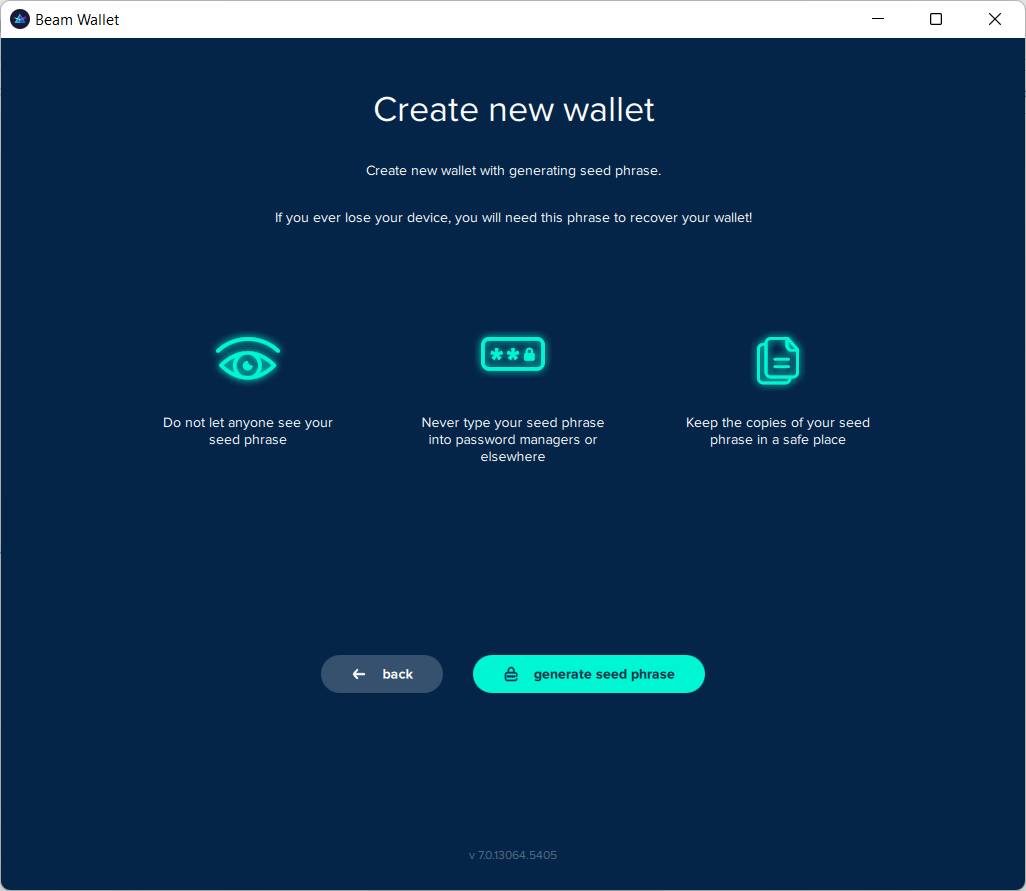 Beam Wallet
Create new wallet
Create new wallet with generating seed phrase.
If you ever lose your device, you will need this phrase to recover your wallet!
Do not let anyone see your
seed phrase
Never type your seed phrase
into password managers or
elsewhere
Keep the copies of your seed
phrase in a safe place
back
generate seed phrase
v 7.0.13064.5405